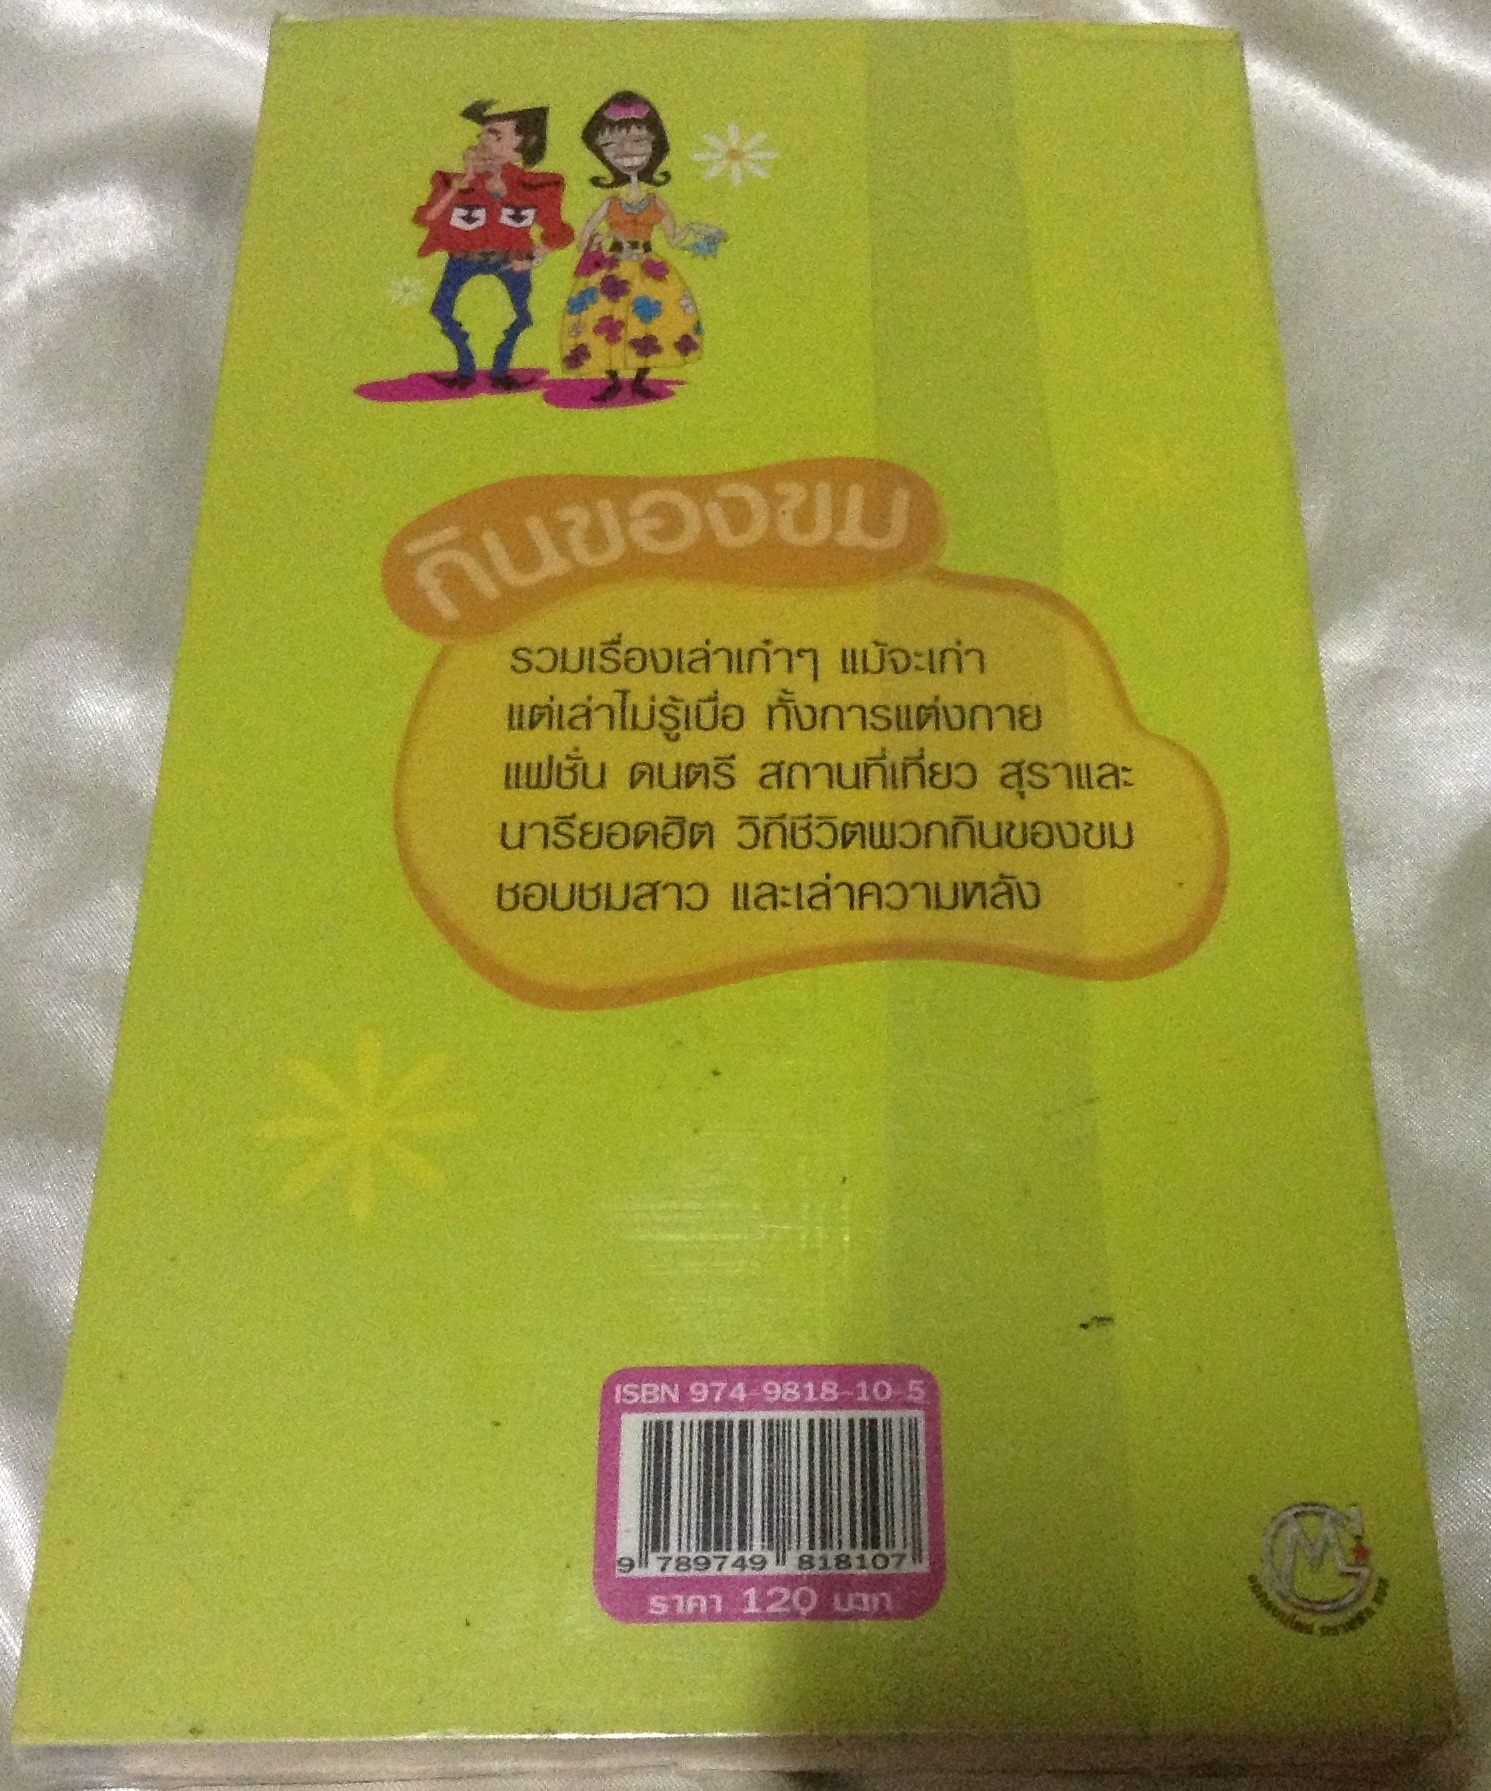 กินของขม
รวมเรื่องเล่าเก๋าๆ แม้จะเก่า
แต่เล่าไม่รู้เบื่อ ทั้งการแต่งกาย
แฟชั่น ดนตรี สถานที่เที่ยว สุราและ
นารียอดฮิต วิถีชีวิตพวกกินของขม
ชอบชมสาว และเล่าความหลัง
ISBN 974-9818-10-5
9 789749 818107
ราคา 120 บาท